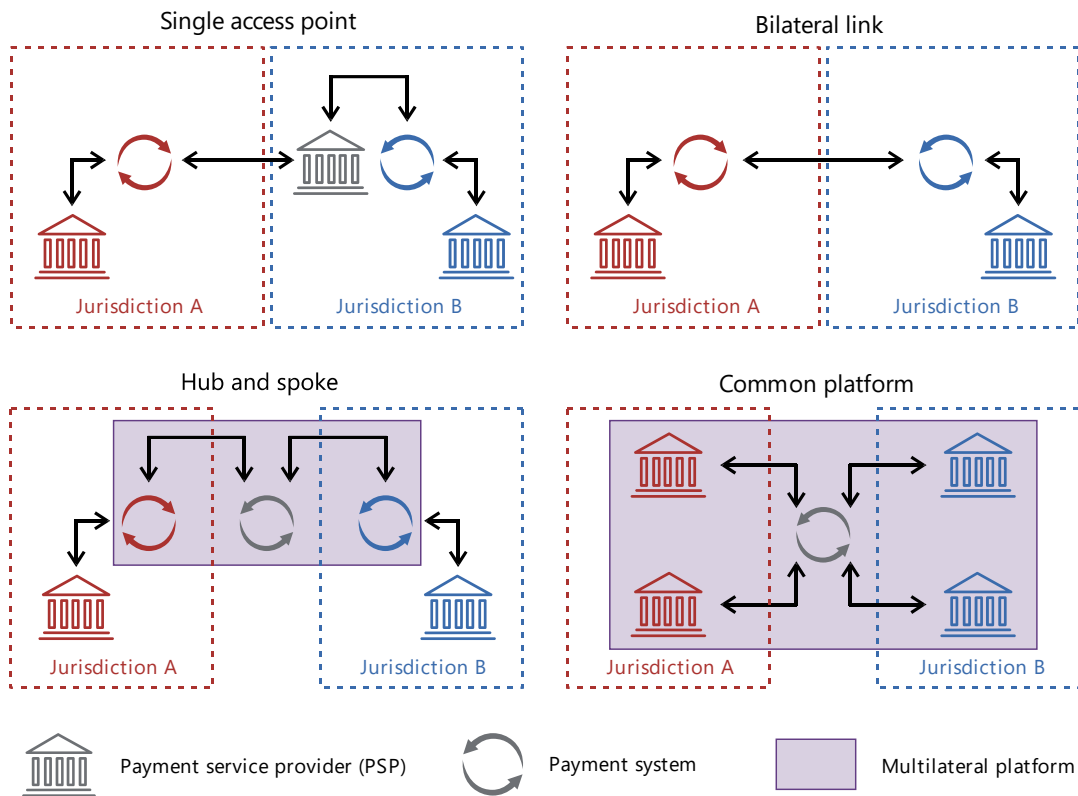 Single access point
Bilateral link
Jurisdiction A
Jurisdiction B
Jurisdiction A
Jurisdiction B
Hub and spoke
Common platform
Jurisdiction A
Jurisdiction B
Jurisdiction A
Jurisdiction B
Payment service provider (PSP)
Payment system
Multilateral platform